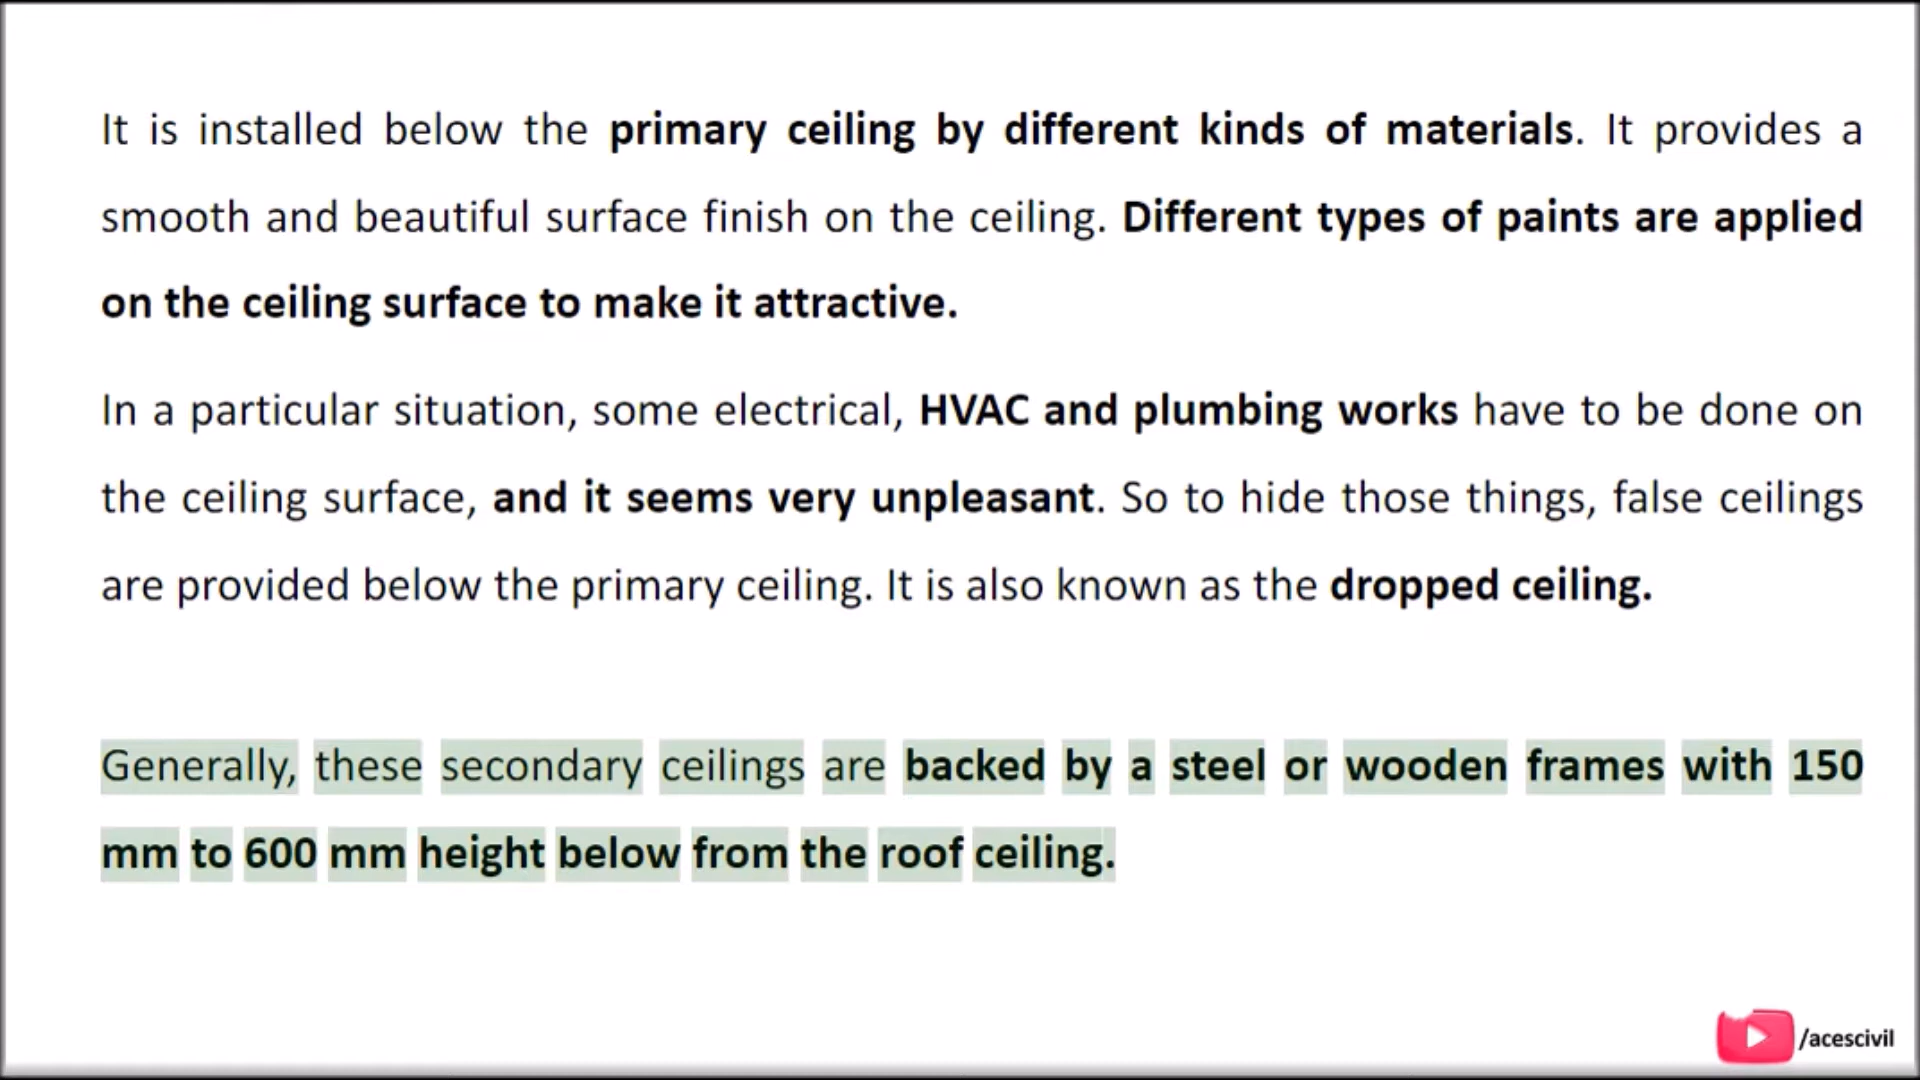 It is installed below the primary ceiling by different kinds of materials. It provides a
smooth and beautiful surface finish on the ceiling. Different types of paints are applied
on the ceiling surface to make it attractive.
In a particular situation, some electrical, HVAC and plumbing works have to be done on
the ceiling surface, and it seems very unpleasant. So to hide those things, false ceilings
are provided below the primary ceiling. It is also known as the dropped ceiling.
Generally, these secondary ceilings are backed by a steel or wooden frames with 150
mm to 600 mm height below from the roof ceiling.
/acescivil